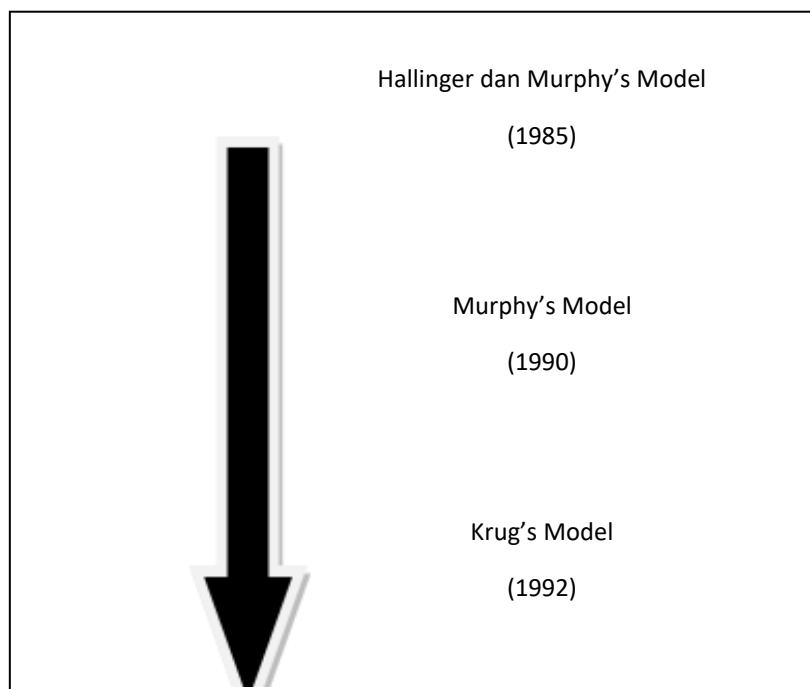 Hallinger dan Murphy’s Model
(1985)
Murphy’s Model
(1990)
Krug’s Model
(1992)